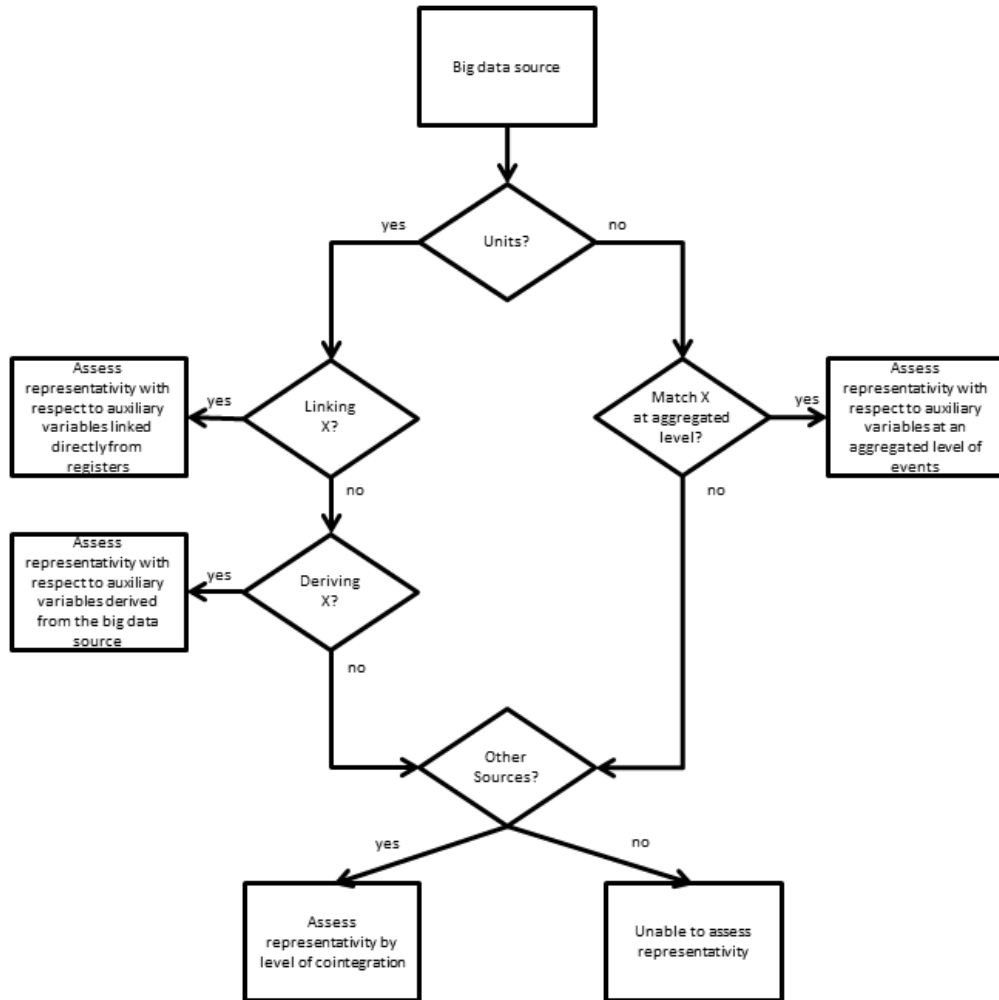 Big data source
yes
no
Units?
Assess
representativity with
respect to auxiliary
variables linked
directly from
registers
yes
Linking
X?
Match X
at aggregated
level?
yes
Assess
representativity with
respect to auxiliary
variables at an
aggregated level of
events
no
no
Assess
representativity with
respect to auxiliary
variables derived
from the big data
source
yes
Deriving
X?
no
Other
Sources?
yes
no
Assess
representativity by
level of cointegration
Unable to assess
representativity